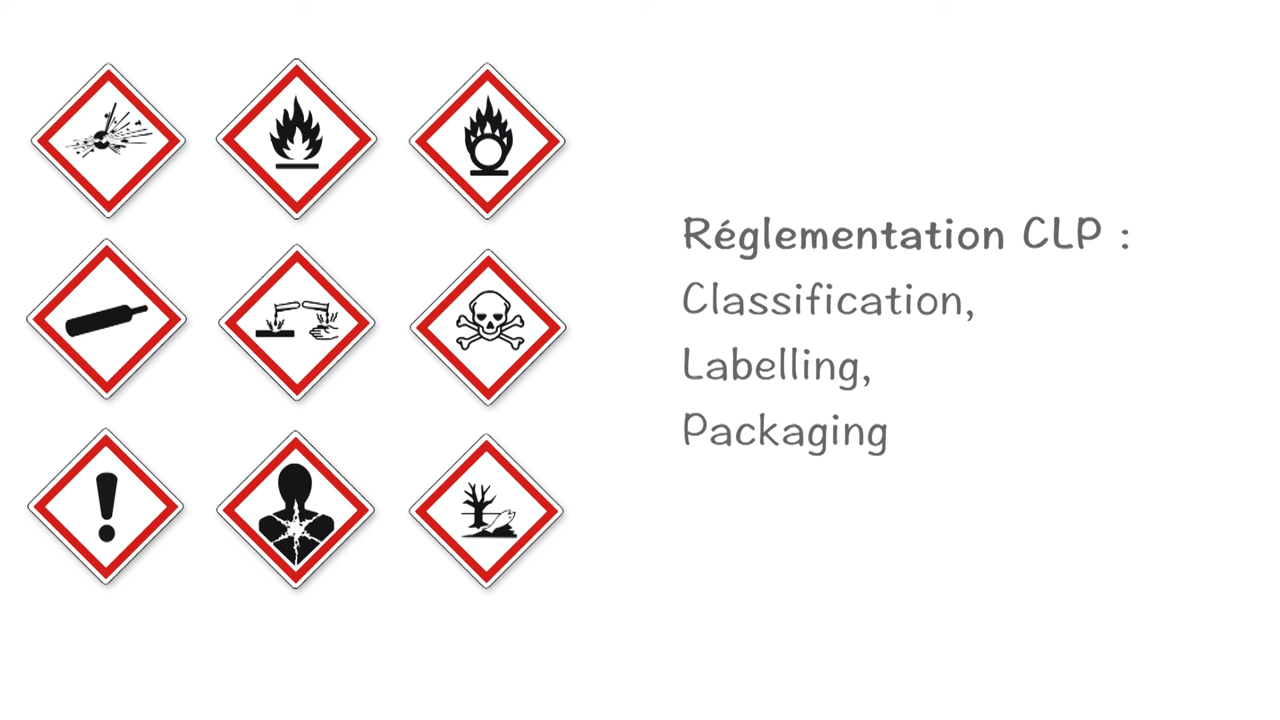 Réglementation CLP :
Classification,
Labelling,
Packaging